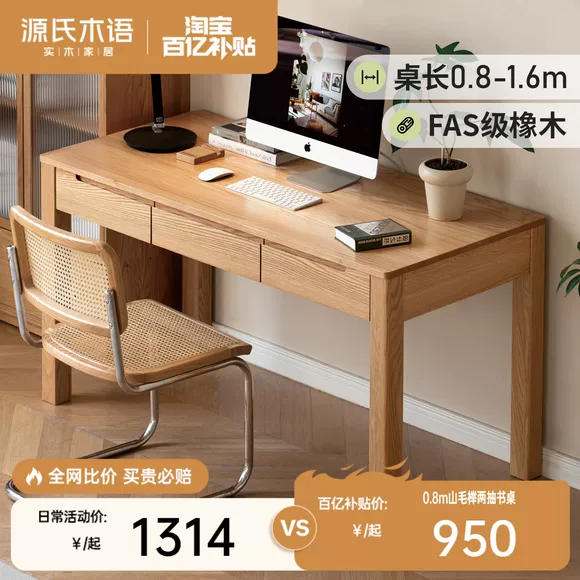 源氏木语
实木家居
淘宝
百亿补贴
桌长0.8-1.6m
FAS级橡木
全网比价 买贵必赔
日常活动价:
¥/起
1314
VS
百亿补贴价:
¥/起
0.8m山毛榉两抽书桌
950